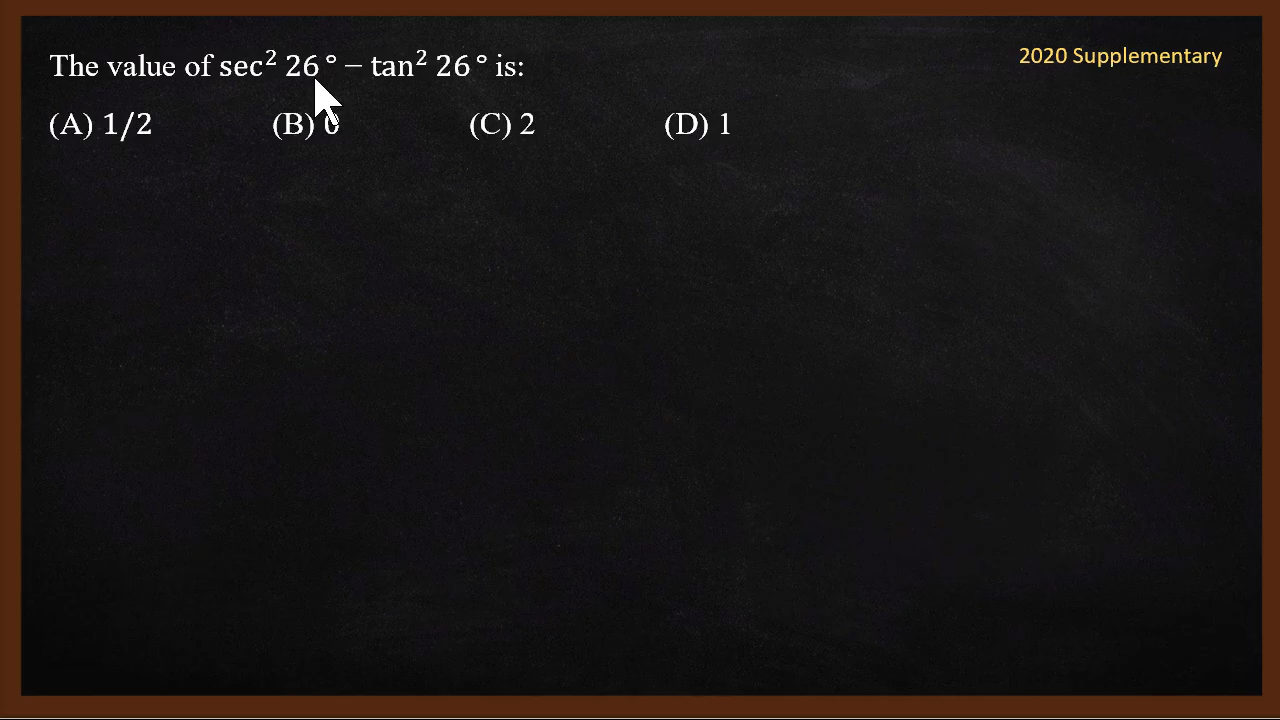 The value of sec² 26° − tan² 26° is:
2020 Supplementary
(A) 1/2 (B) 0 (C) 2 (D) 1